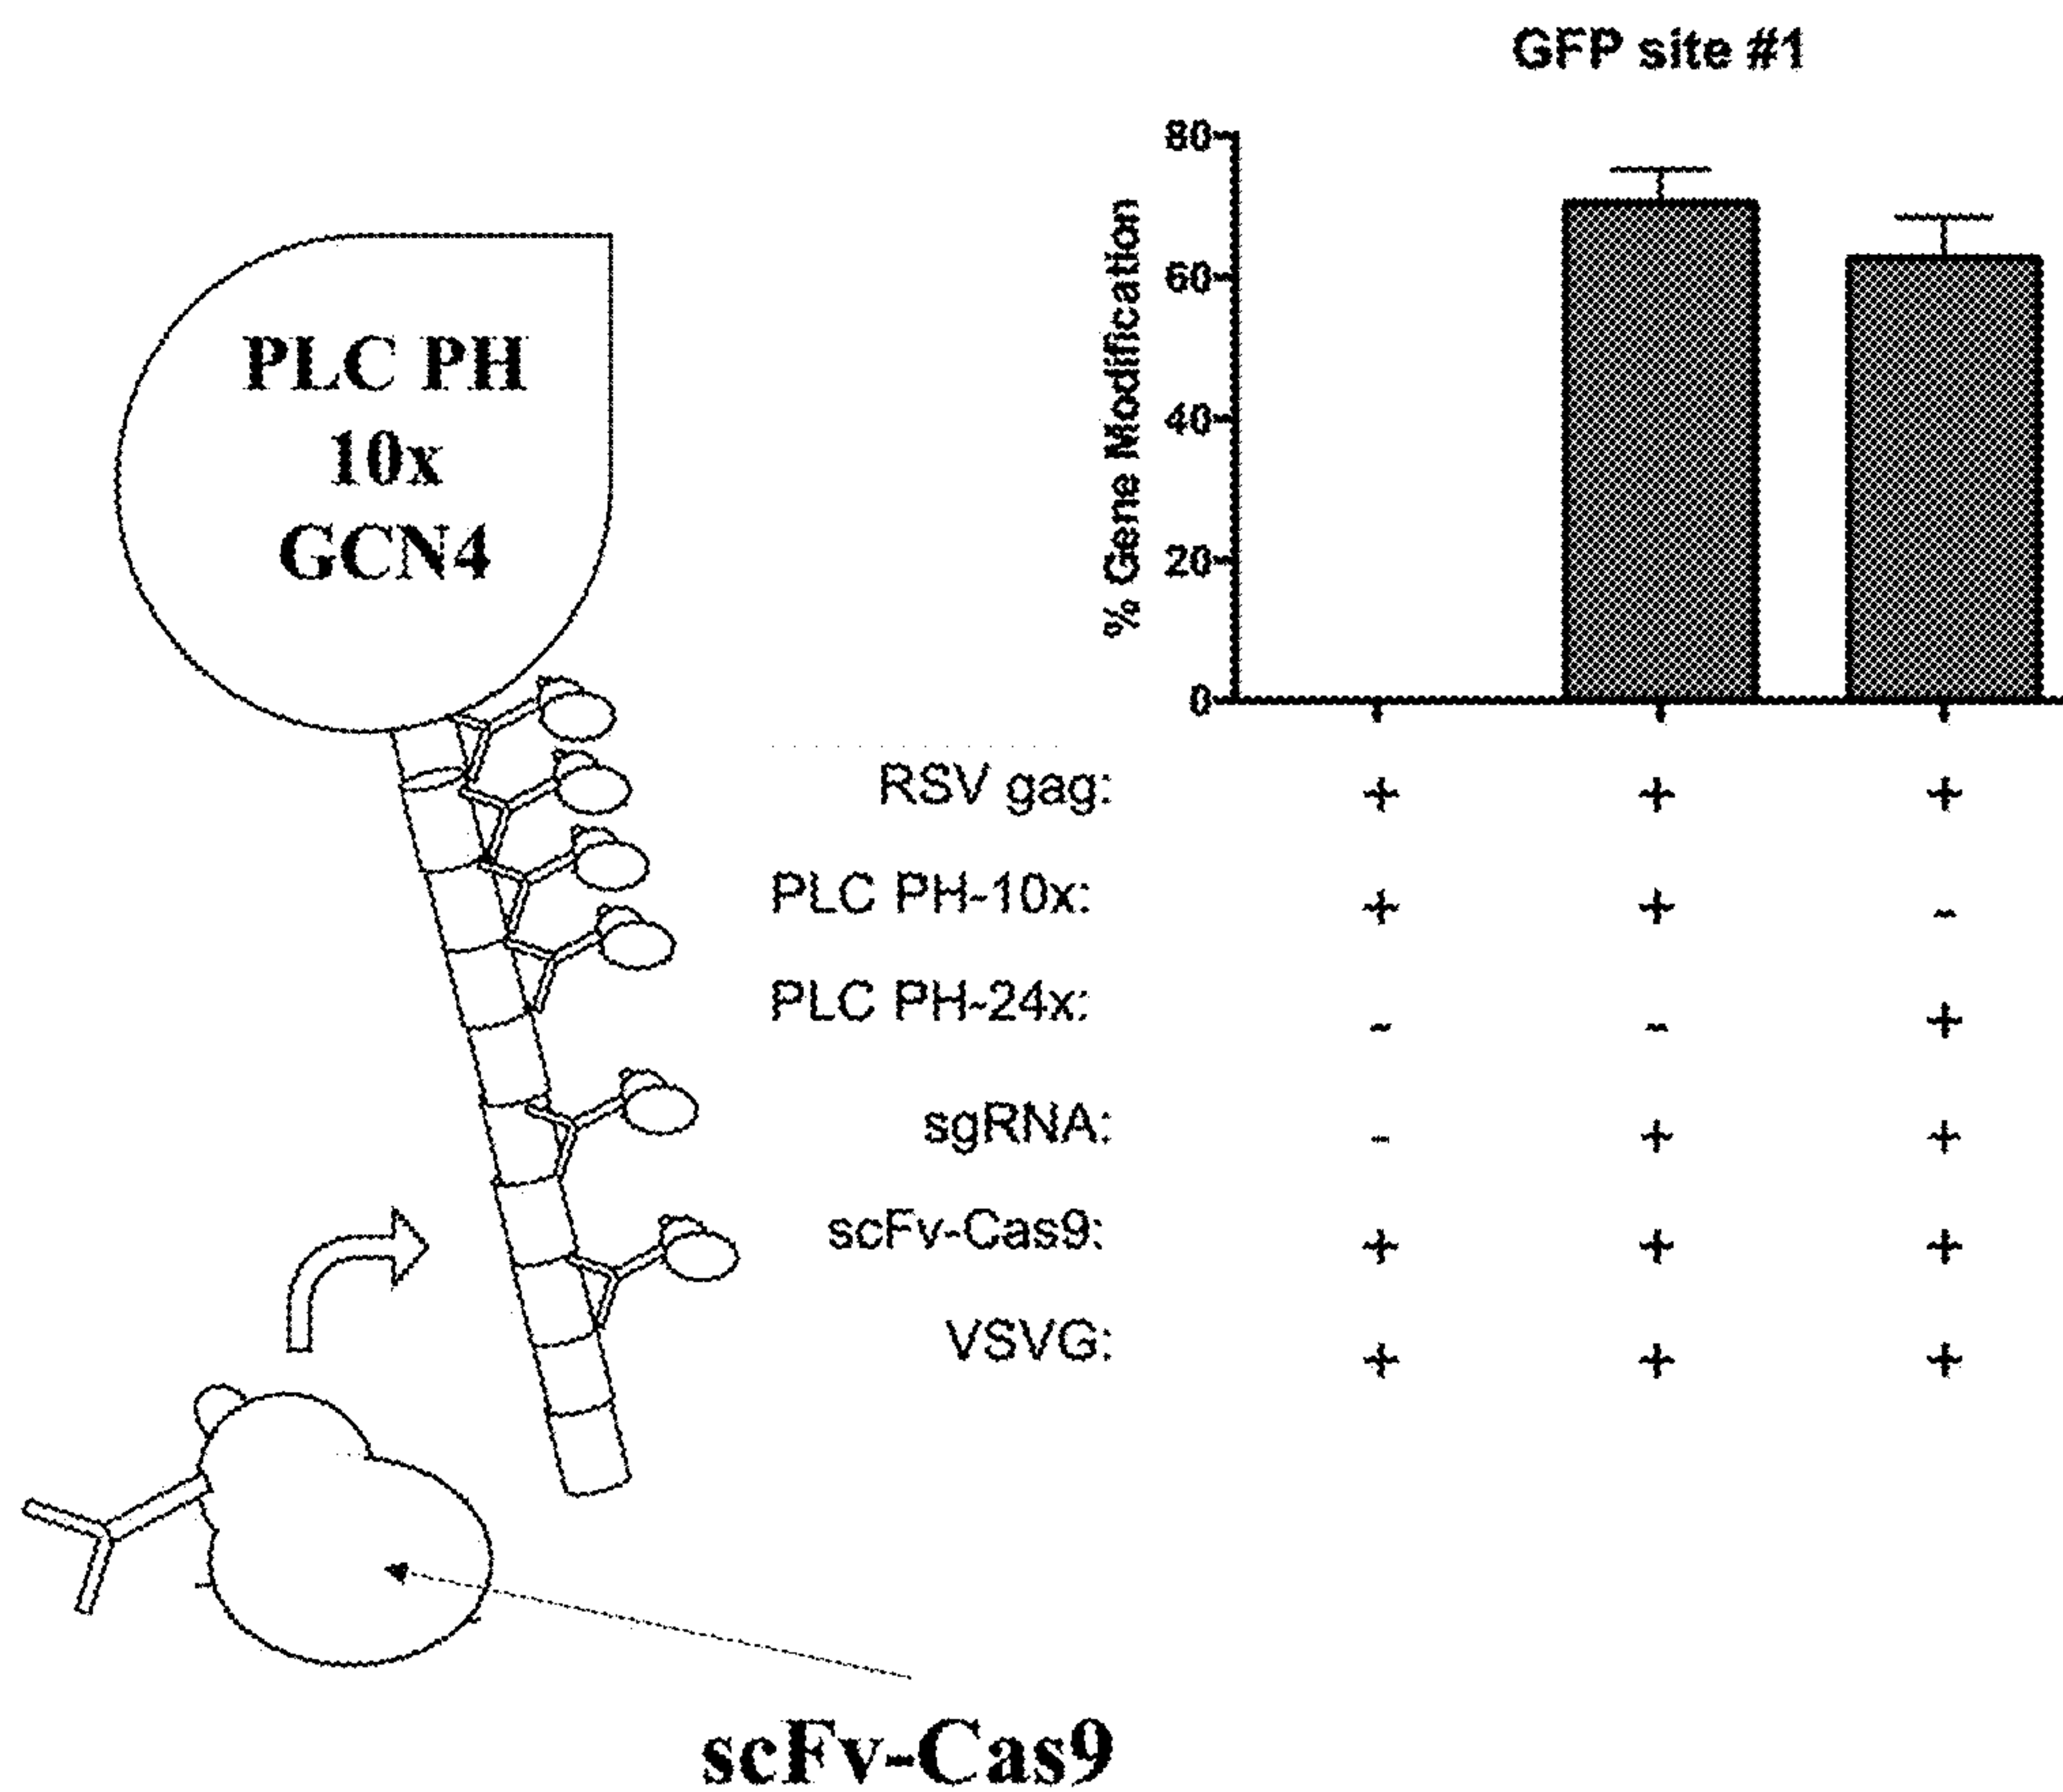 GFP site #1
80
60
40
20
0
% Gene Modification
PLC PH
10x
GCN4
RSV gag: + + +
PLC PH-10x: + + -
PLC PH-24x: - - +
sgRNA: - + +
scFv-Cas9: + + +
VSVG: + + +
scFv-Cas9